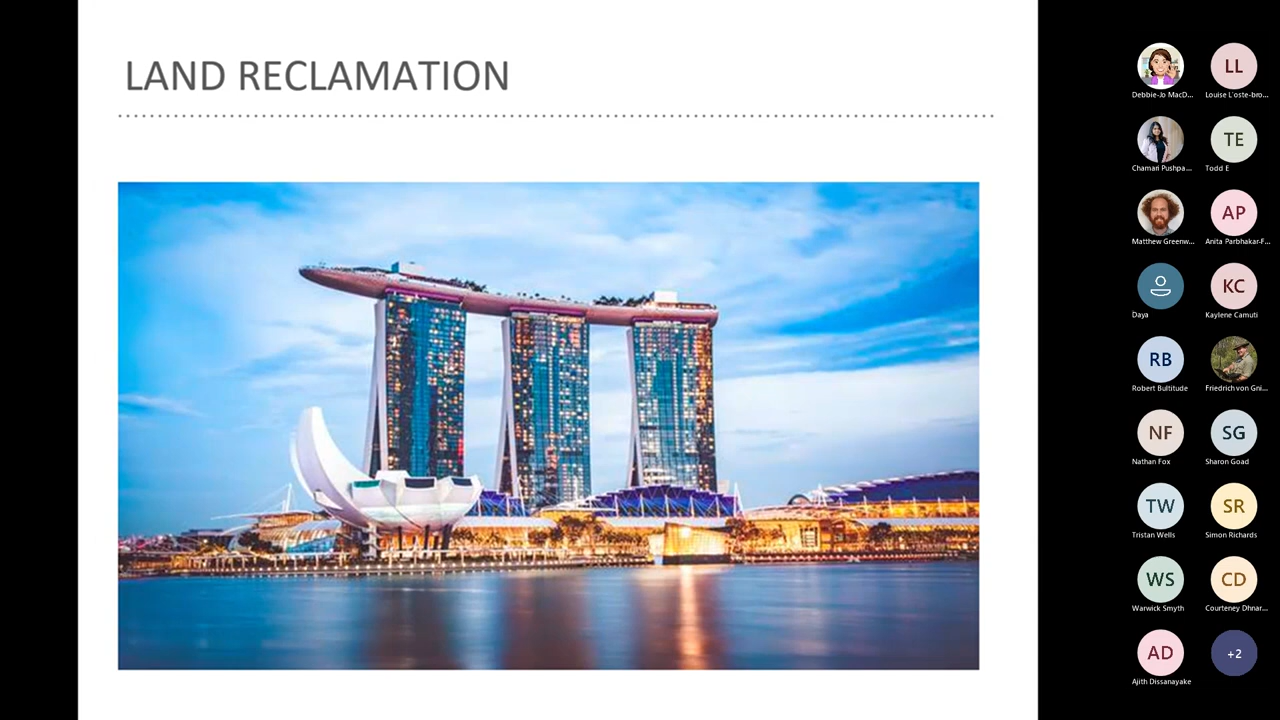 LAND RECLAMATION
Debbie-Jo MacD...
LL
Louise L'oste-bro...
Chamari Pushpa...
TE
Todd E
Matthew Greenw...
AP
Anita Parbhakar-F...
Daya
KC
Kaylene Camuti
RB
Robert Bultitude
Friedrich von Gni...
NF
Nathan Fox
SG
Sharon Goad
TW
Tristan Wells
SR
Simon Richards
WS
Warwick Smyth
CD
Courteney Dhnar...
AD
Ajith Dissanayake
+2